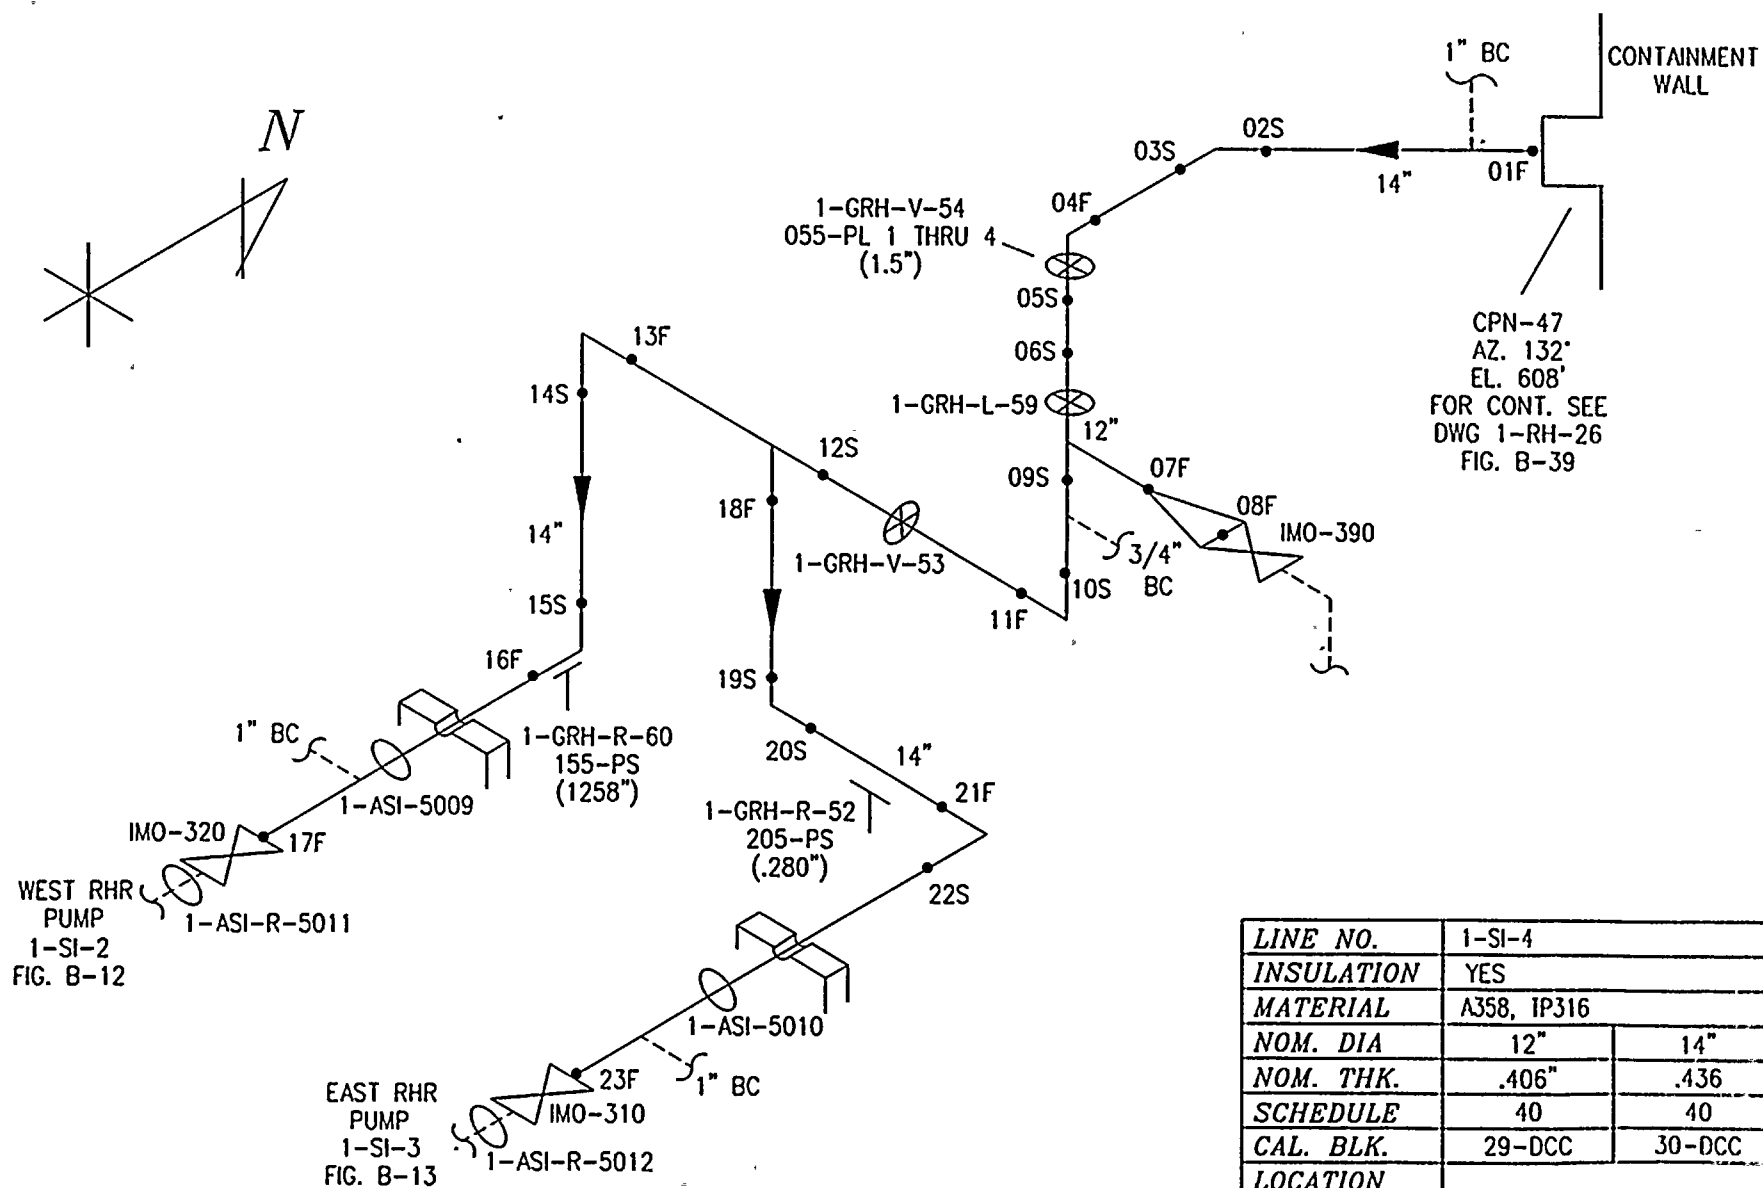 1" BC
CONTAINMENT
WALL
N
02S
03S
01F
14"
04F
1-GRH-V-54
055-PL 1 THRU 4
(1.5")
05S
06S
CPN-47
AZ. 132°
EL. 608'
FOR CONT. SEE
DWG 1-RH-26
FIG. B-39
13F
14S
1-GRH-L-59
12"
12S
09S
07F
08F
IMO-390
18F
14"
1-GRH-V-53
3/4"
BC
10S
11F
15S
16F
19S
1" BC
1-GRH-R-60
155-PS
(1258")
20S
14"
21F
1-ASI-5009
1-GRH-R-52
205-PS
(.280")
IMO-320
17F
22S
WEST RHR
PUMP
1-SI-2
FIG. B-12
1-ASI-R-5011
1-ASI-5010
1" BC
23F
IMO-310
EAST RHR
PUMP
1-SI-3
FIG. B-13
1-ASI-R-5012
LINE NO. 1-SI-4
INSULATION YES
MATERIAL A358, IP316
NOM. DIA 12" 14"
NOM. THK. .406" .436
SCHEDULE 40 40
CAL. BLK. 29-DCC 30-DCC
LOCATION